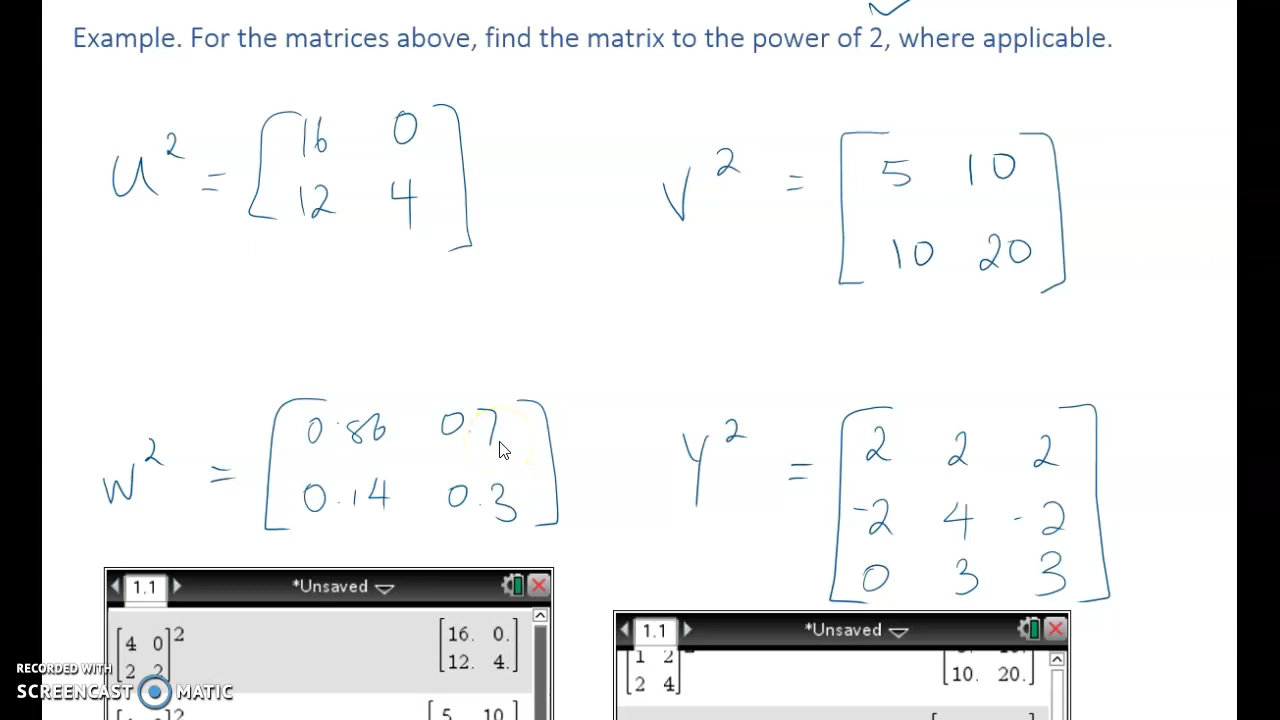 Example. For the matrices above, find the matrix to the power of 2, where applicable.
u² = [16 0
12 4]
v² = [5 10
10 20]
w² = [0.86 0.7
0.14 0.3]
y² = [2 2 2
-2 4 -2
0 3 3]
1.1 *Unsaved
[4 0
2 2]² [16. 0.
12. 4.]
[5. 10.
1.1 *Unsaved
[1 2
2 4]
10. 20.]
RECORDED WITH
SCREENCAST MATIC